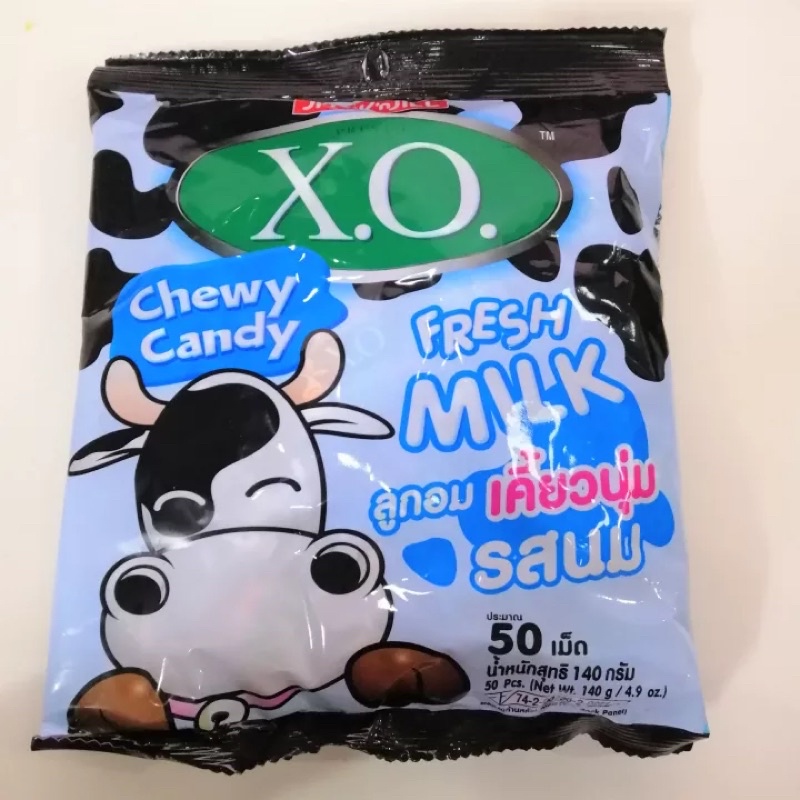 X.O.
TM
Chewy
Candy
FRESH
MILK
ลูกอม เคี้ยวนุ่ม
รสนม
ประมาณ
50 เม็ด
น้ำหนักสุทธิ 140 กรัม
50 Pcs. (Net Wt. 140 g / 4.9 oz.)
Panel)